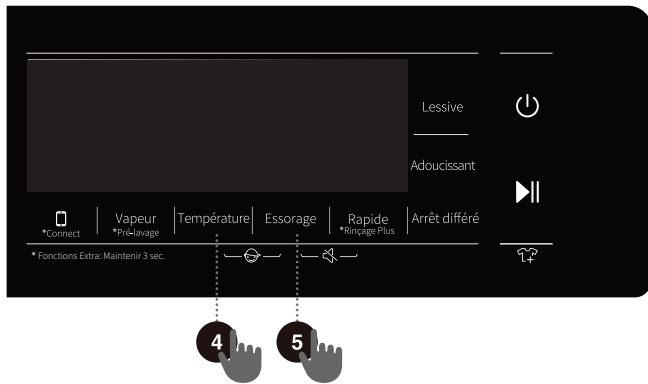 Lessive
Adoucissant
Vapeur
Température
Essorage
Rapide
Arrêt différé
*Connect
*Pré-lavage
*Rinçage Plus
* Fonctions Extra: Maintenir 3 sec.
4
5